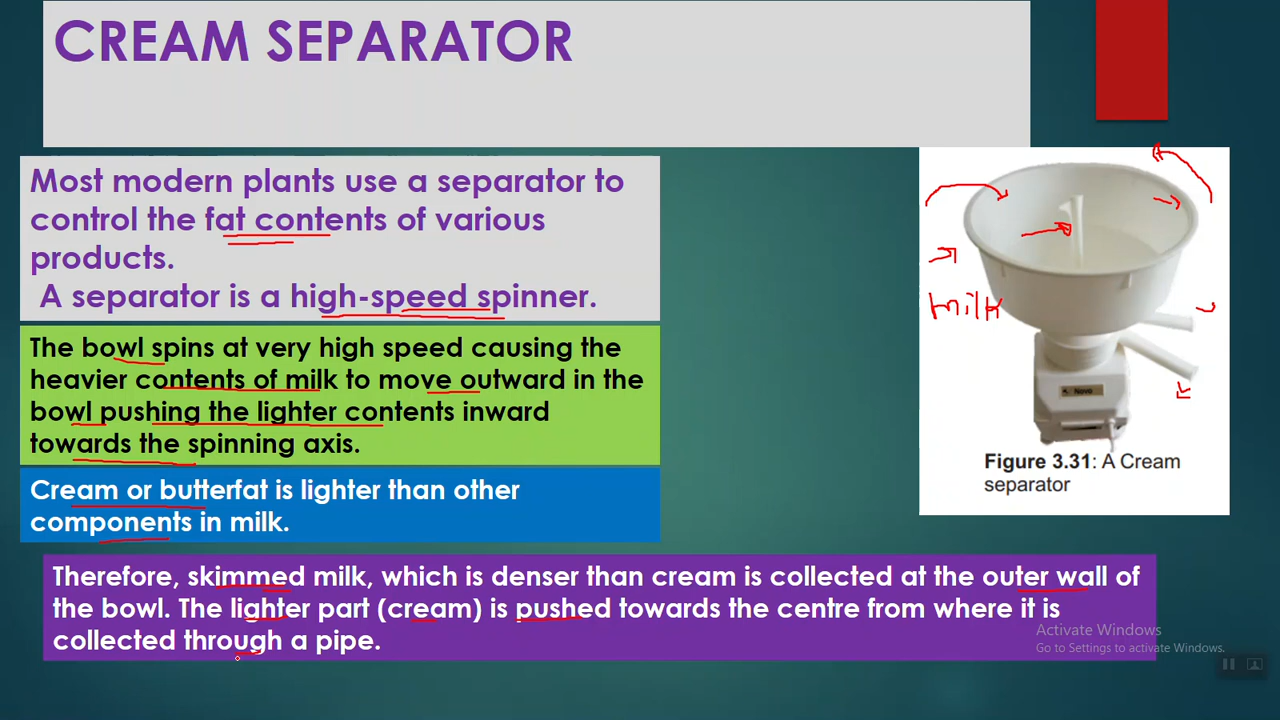 CREAM SEPARATOR
Most modern plants use a separator to
control the fat contents of various
products.
A separator is a high-speed spinner.
The bowl spins at very high speed causing the
heavier contents of milk to move outward in the
bowl pushing the lighter contents inward
towards the spinning axis.
Cream or butterfat is lighter than other
components in milk.
Therefore, skimmed milk, which is denser than cream is collected at the outer wall of
the bowl. The lighter part (cream) is pushed towards the centre from where it is
collected through a pipe.
milk
Novo
Figure 3.31: A Cream
separator
Activate Windows
Go to Settings to activate Windows.